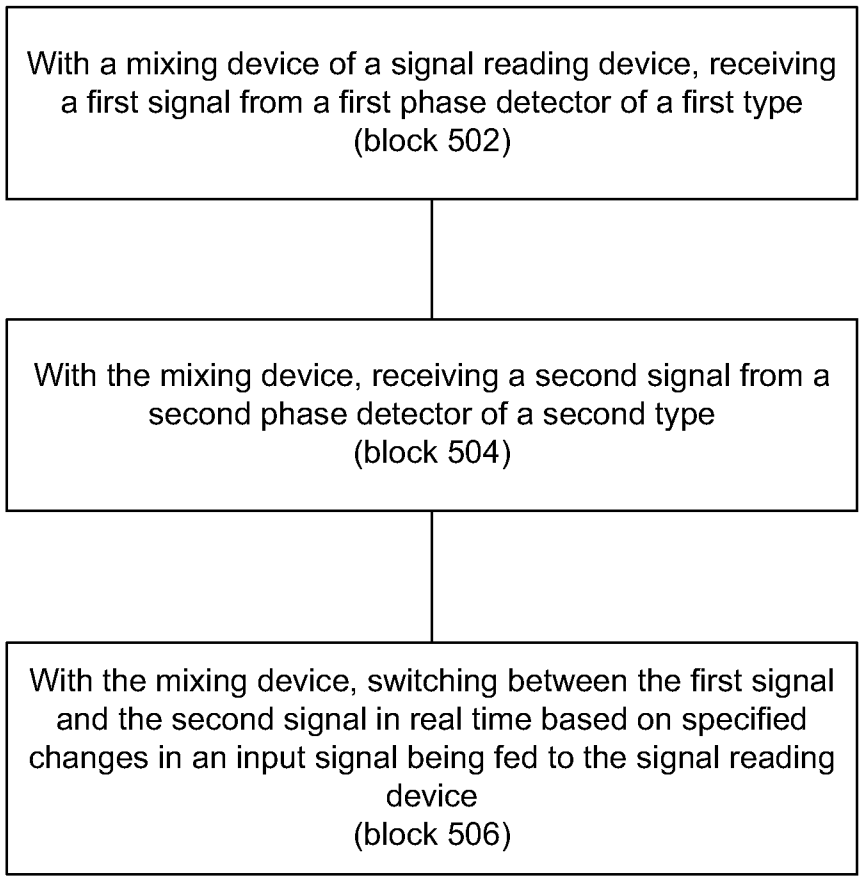 With a mixing device of a signal reading device, receiving
a first signal from a first phase detector of a first type
(block 502)
With the mixing device, receiving a second signal from a
second phase detector of a second type
(block 504)
With the mixing device, switching between the first signal
and the second signal in real time based on specified
changes in an input signal being fed to the signal reading
device
(block 506)